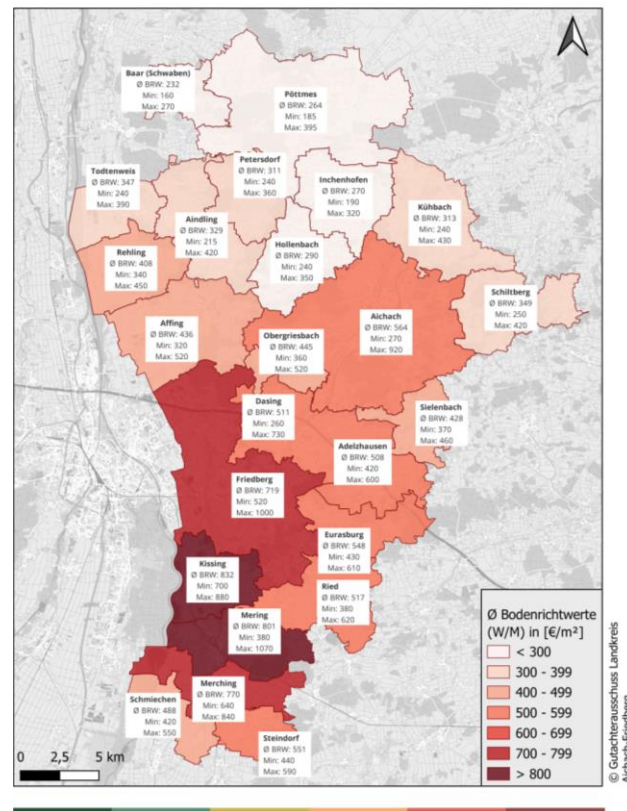 Baar (Schwaben)
Ø BRW: 232
Min: 160
Max: 270
Pöttmes
Ø BRW: 264
Min: 185
Max: 395
Petersdorf
Ø BRW: 311
Min: 240
Max: 360
Todtenweis
Ø BRW: 347
Min: 240
Max: 390
Inchenhofen
Ø BRW: 270
Min: 190
Max: 320
Kühbach
Ø BRW: 313
Min: 240
Max: 430
Aindling
Ø BRW: 329
Min: 215
Max: 420
Rehling
Ø BRW: 408
Min: 340
Max: 450
Hollenbach
Ø BRW: 290
Min: 240
Max: 350
Schiltberg
Ø BRW: 349
Min: 250
Max: 420
Affing
Ø BRW: 436
Min: 320
Max: 520
Aichach
Ø BRW: 564
Min: 270
Max: 920
Obergriesbach
Ø BRW: 445
Min: 360
Max: 520
Dasing
Ø BRW: 511
Min: 260
Max: 730
Sielenbach
Ø BRW: 428
Min: 370
Max: 460
Adelzhausen
Ø BRW: 508
Min: 420
Max: 600
Friedberg
Ø BRW: 719
Min: 520
Max: 1000
Eurasburg
Ø BRW: 548
Min: 430
Max: 610
Kissing
Ø BRW: 832
Min: 700
Max: 880
Ried
Ø BRW: 517
Min: 380
Max: 620
Mering
Ø BRW: 801
Min: 380
Max: 1070
Merching
Ø BRW: 770
Min: 640
Max: 840
Schmiechen
Ø BRW: 488
Min: 420
Max: 550
Steindorf
Ø BRW: 551
Min: 440
Max: 590
0 2,5 5 km
Ø Bodenrichtwerte
(W/M) in [€/m²]
< 300
300 - 399
400 - 499
500 - 599
600 - 699
700 - 799
> 800
© Gutachterausschuss Landkreis
Aichach-Friedberg